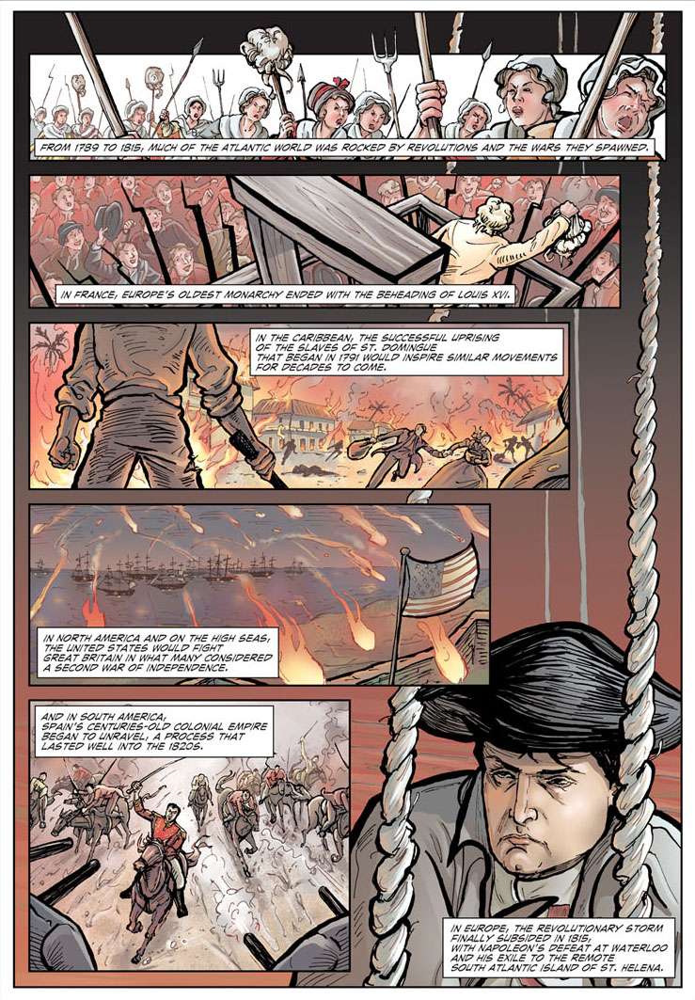 FROM 1789 TO 1815, MUCH OF THE ATLANTIC WORLD WAS ROCKED BY REVOLUTIONS AND THE WARS THEY SPAWNED.
IN FRANCE, EUROPE'S OLDEST MONARCHY ENDED WITH THE BEHEADING OF LOUIS XVI.
IN THE CARIBBEAN, THE SUCCESSFUL UPRISING
OF THE SLAVES OF ST. DOMINGUE
THAT BEGAN IN 1791 WOULD INSPIRE SIMILAR MOVEMENTS
FOR DECADES TO COME.
IN NORTH AMERICA AND ON THE HIGH SEAS,
THE UNITED STATES WOULD FIGHT
GREAT BRITAIN IN WHAT MANY CONSIDERED
A SECOND WAR OF INDEPENDENCE.
AND IN SOUTH AMERICA,
SPAIN'S CENTURIES-OLD COLONIAL EMPIRE
BEGAN TO UNRAVEL, A PROCESS THAT
LASTED WELL INTO THE 1820S.
IN EUROPE, THE REVOLUTIONARY STORM
FINALLY SUBSIDED IN 1815,
WITH NAPOLEON'S DEFEAT AT WATERLOO
AND HIS EXILE TO THE REMOTE
SOUTH ATLANTIC ISLAND OF ST. HELENA.